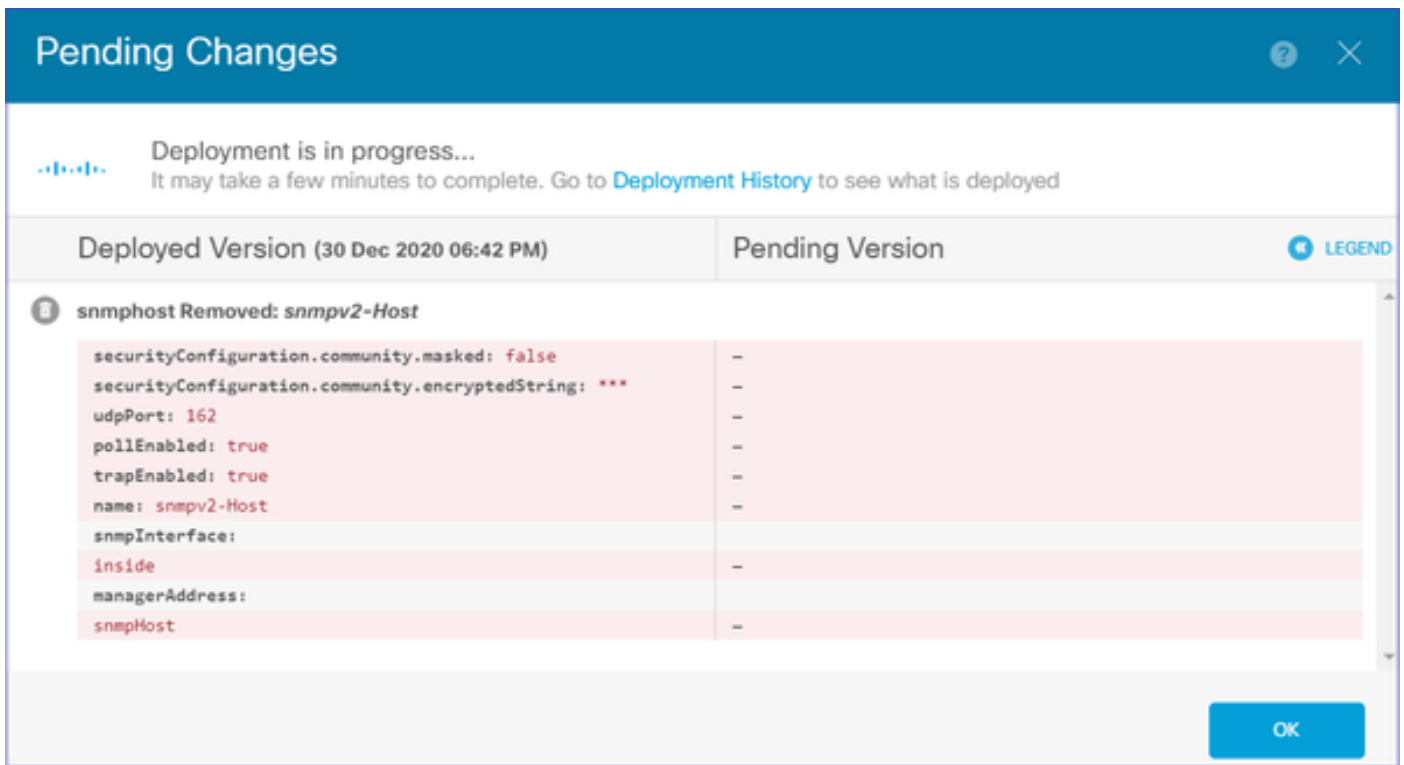 Pending Changes
Deployment is in progress...
It may take a few minutes to complete. Go to Deployment History to see what is deployed
Deployed Version (30 Dec 2020 06:42 PM)
Pending Version
LEGEND
snmphost Removed: snmpv2-Host
securityConfiguration.community.masked: false –
securityConfiguration.community.encryptedString: *** –
udpPort: 162 –
pollEnabled: true –
trapEnabled: true –
name: snmpv2-Host –
snmpInterface:
inside –
managerAddress:
snmpHost –
OK